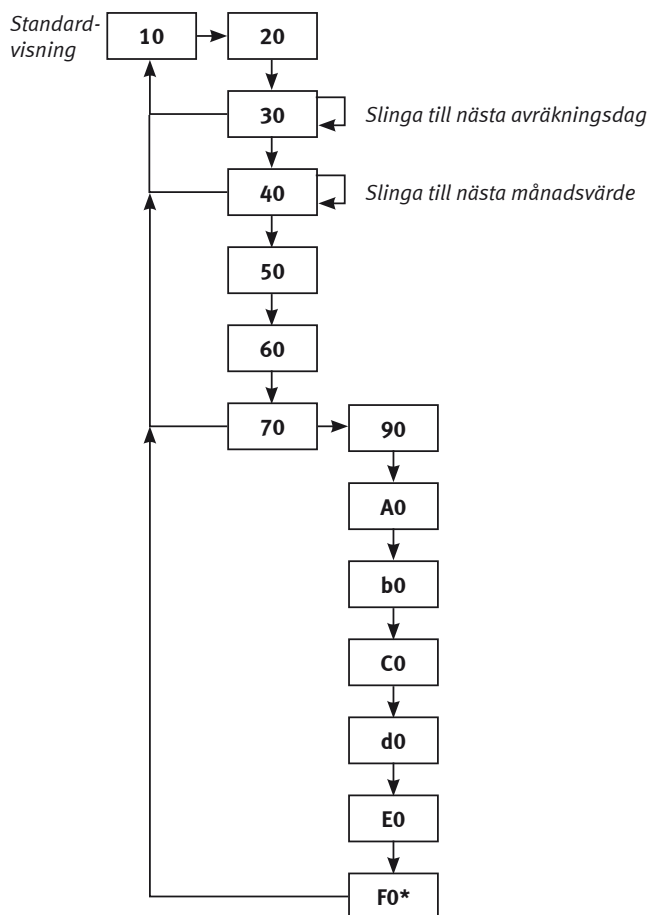 Standard-
visning
10
20
30
Slinga till nästa avräkningsdag
40
Slinga till nästa månadsvärde
50
60
70
90
A0
b0
C0
d0
E0
F0*